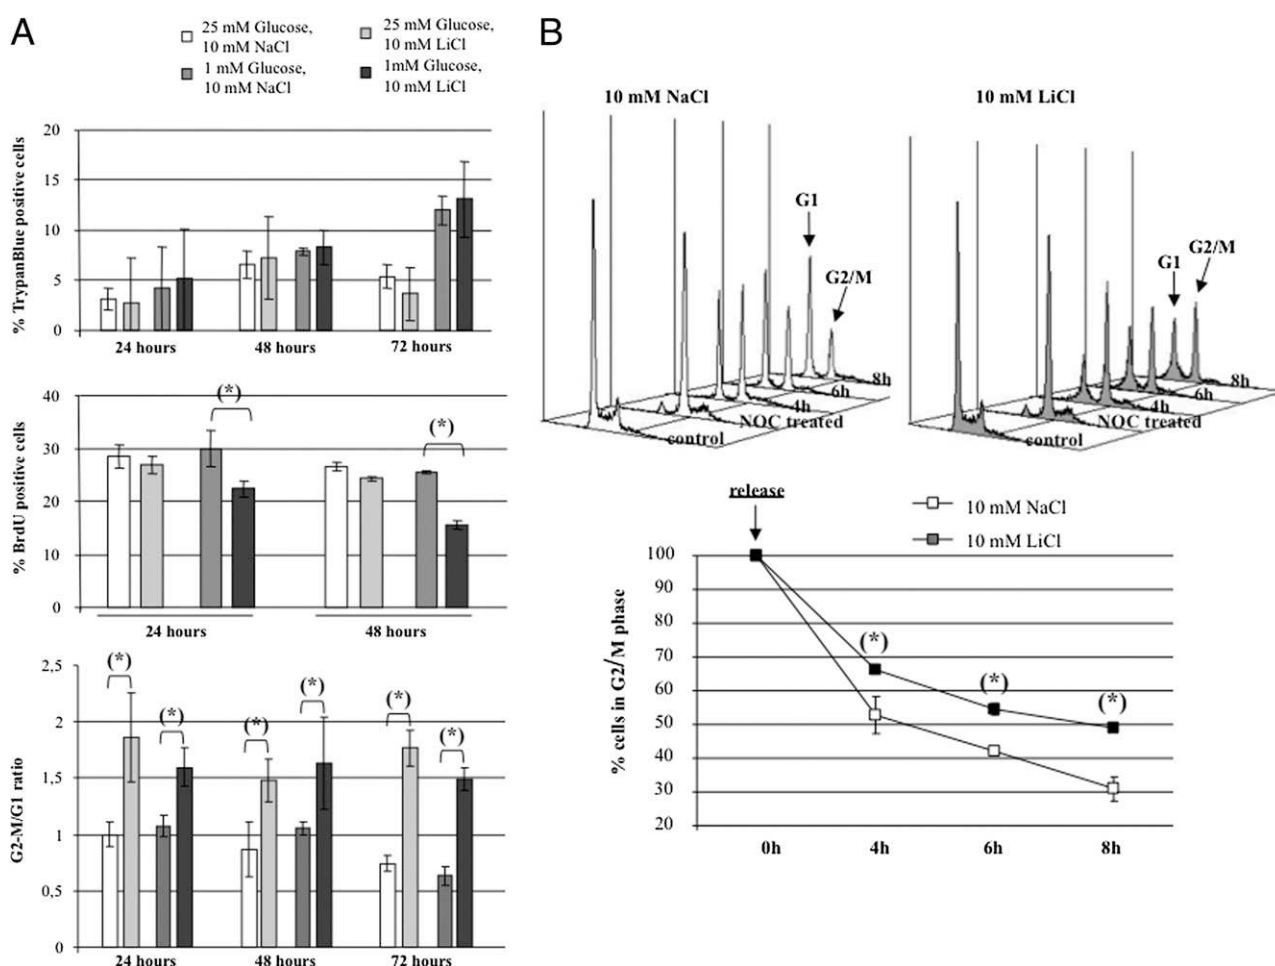 A
25 mM Glucose,
10 mM NaCl
25 mM Glucose,
10 mM LiCl
1 mM Glucose,
10 mM NaCl
1mM Glucose,
10 mM LiCl
% TrypanBlue positive cells
20
15
10
5
0
24 hours
48 hours
72 hours
% BrdU positive cells
40
30
20
10
0
(*)
(*)
24 hours
48 hours
G2-M/G1 ratio
2,5
2
1,5
1
0,5
0
(*)
(*)
(*)
(*)
(*)
(*)
24 hours
48 hours
72 hours
B
10 mM NaCl
G1
G2/M
8h
6h
4h
NOC treated
control
10 mM LiCl
G1
G2/M
8h
6h
4h
NOC treated
control
release
10 mM NaCl
10 mM LiCl
% cells in G2/M phase
100
90
80
70
60
50
40
30
20
(*)
(*)
(*)
0h
4h
6h
8h